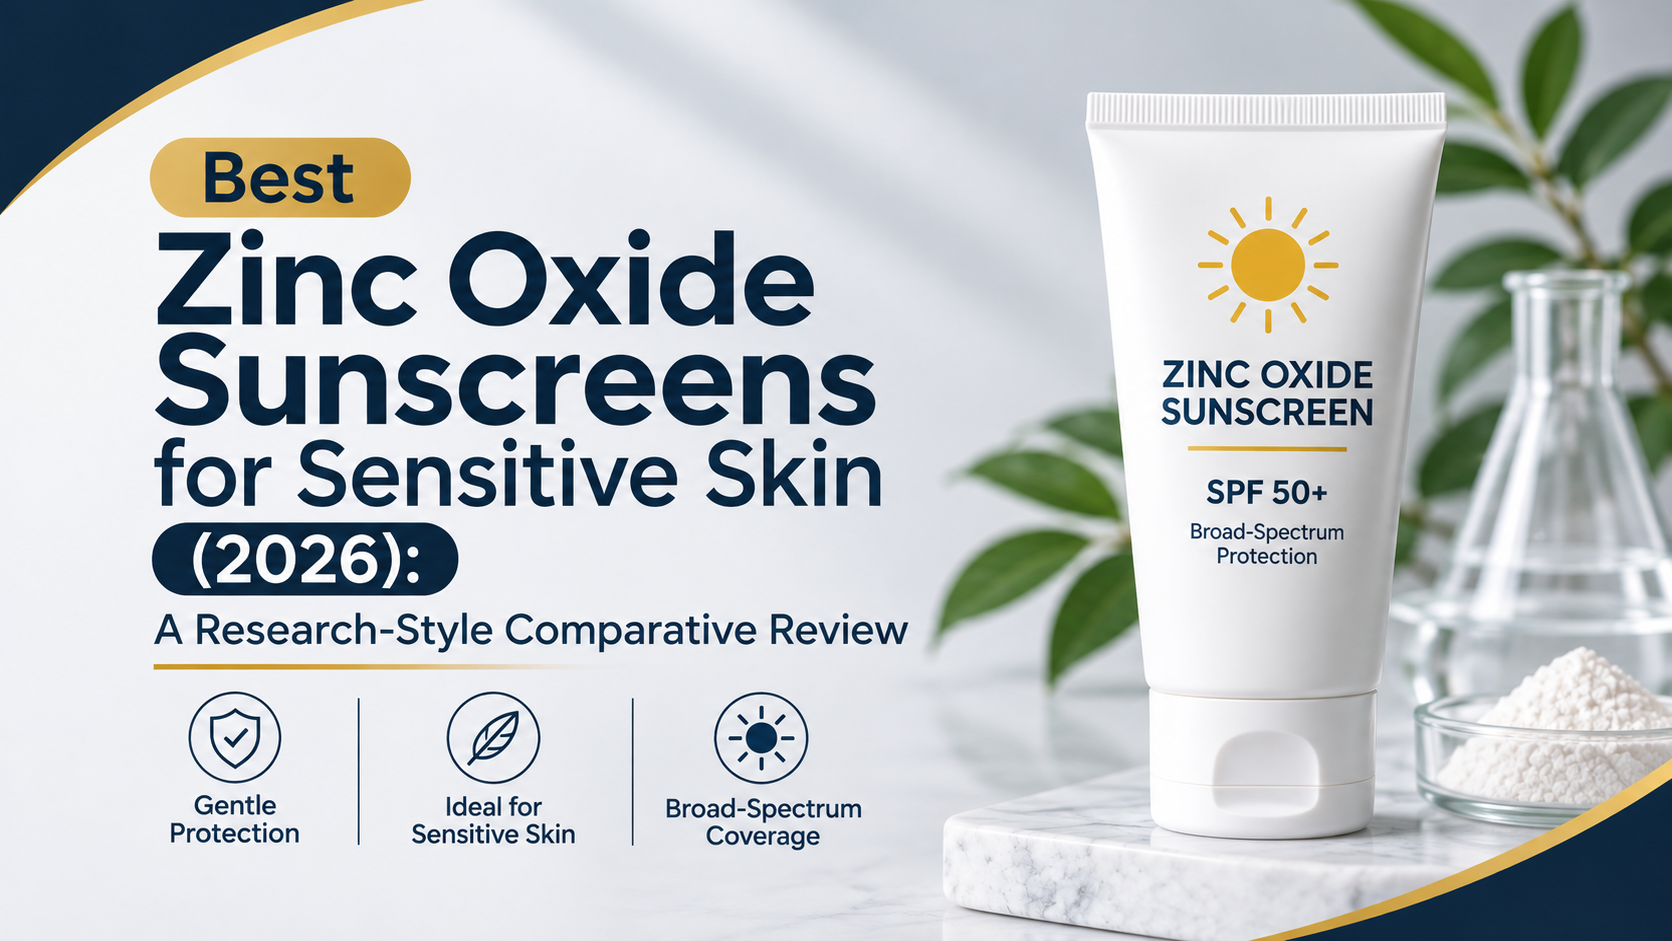 Best
Zinc Oxide
Sunscreens
for Sensitive Skin
(2026):
A Research-Style Comparative Review
Gentle
Protection
Ideal for
Sensitive Skin
Broad-Spectrum
Coverage
ZINC OXIDE
SUNSCREEN
SPF 50+
Broad-Spectrum
Protection